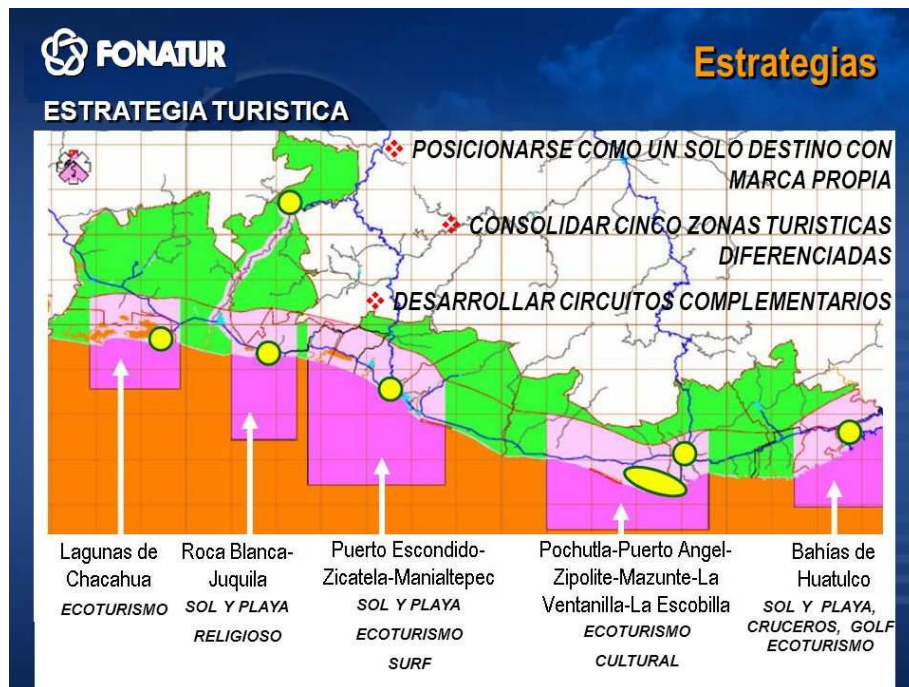 FONATUR
Estrategias
ESTRATEGIA TURISTICA
POSICIONARSE COMO UN SOLO DESTINO CON
MARCA PROPIA
CONSOLIDAR CINCO ZONAS TURISTICAS
DIFERENCIADAS
DESARROLLAR CIRCUITOS COMPLEMENTARIOS
Lagunas de
Chacahua
ECOTURISMO
Roca Blanca-
Juquila
SOL Y PLAYA
RELIGIOSO
Puerto Escondido-
Zicatela-Manialtepec
SOL Y PLAYA
ECOTURISMO
SURF
Pochutla-Puerto Angel-
Zipolite-Mazunte-La
Ventanilla-La Escobilla
ECOTURISMO
CULTURAL
Bahías de
Huatulco
SOL Y PLAYA,
CRUCEROS, GOLF
ECOTURISMO